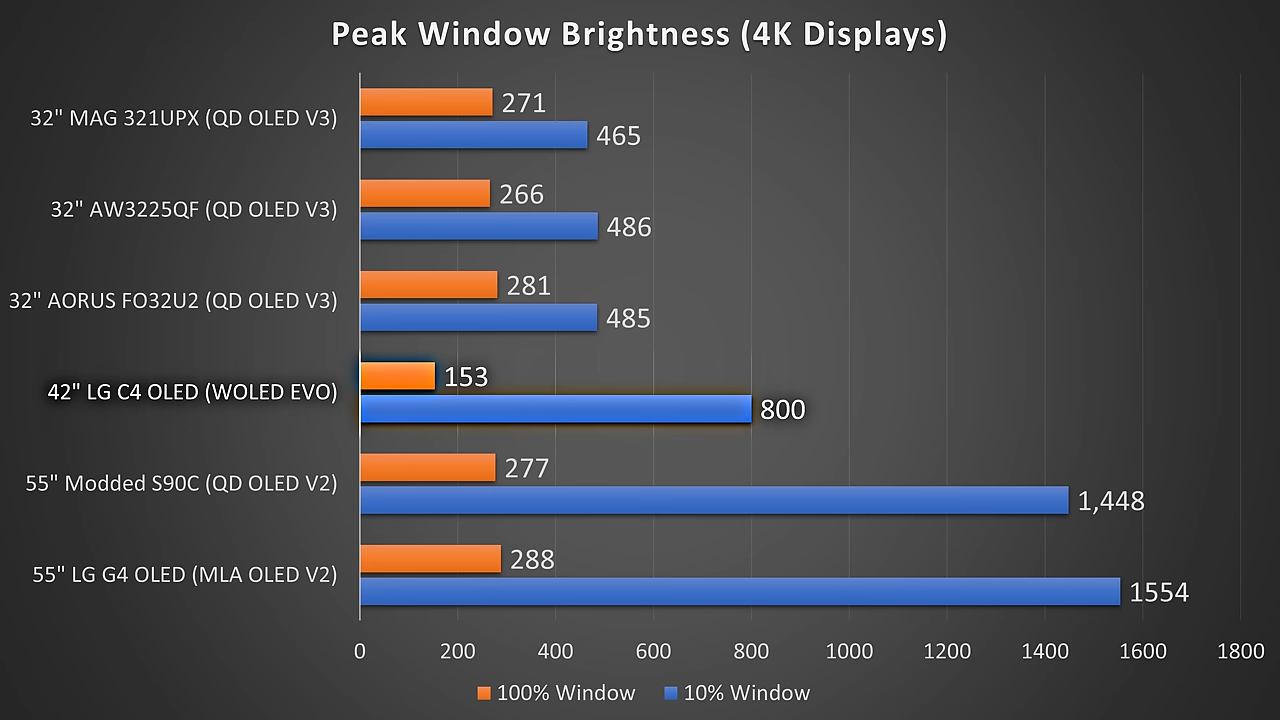 Peak Window Brightness (4K Displays)
32" MAG 321UPX (QD OLED V3)
271
465
32" AW3225QF (QD OLED V3)
266
486
32" AORUS FO32U2 (QD OLED V3)
281
485
42" LG C4 OLED (WOLED EVO)
153
800
55" Modded S90C (QD OLED V2)
277
1,448
55" LG G4 OLED (MLA OLED V2)
288
1554
0 200 400 600 800 1000 1200 1400 1600 1800
100% Window 10% Window